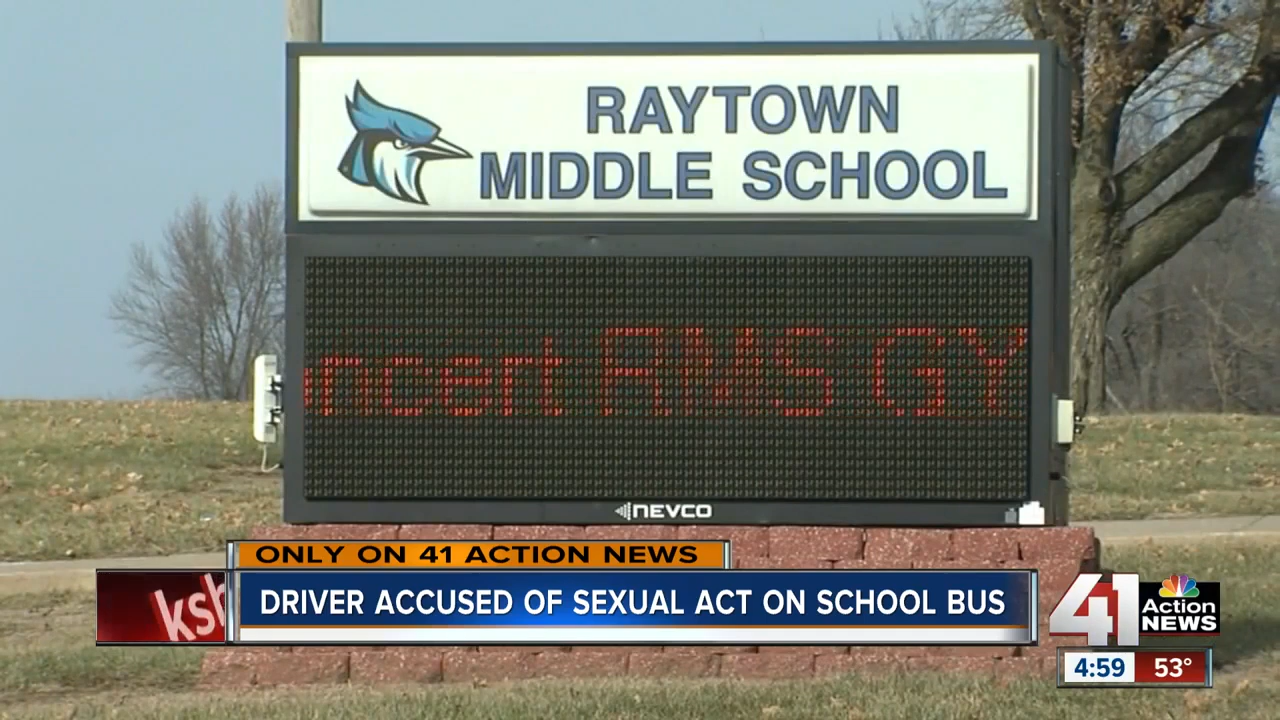 RAYTOWN
MIDDLE SCHOOL
ncert RMS GY
NEVCO
ONLY ON 41 ACTION NEWS
DRIVER ACCUSED OF SEXUAL ACT ON SCHOOL BUS
ksh
41 Action
NEWS
4:59 53°